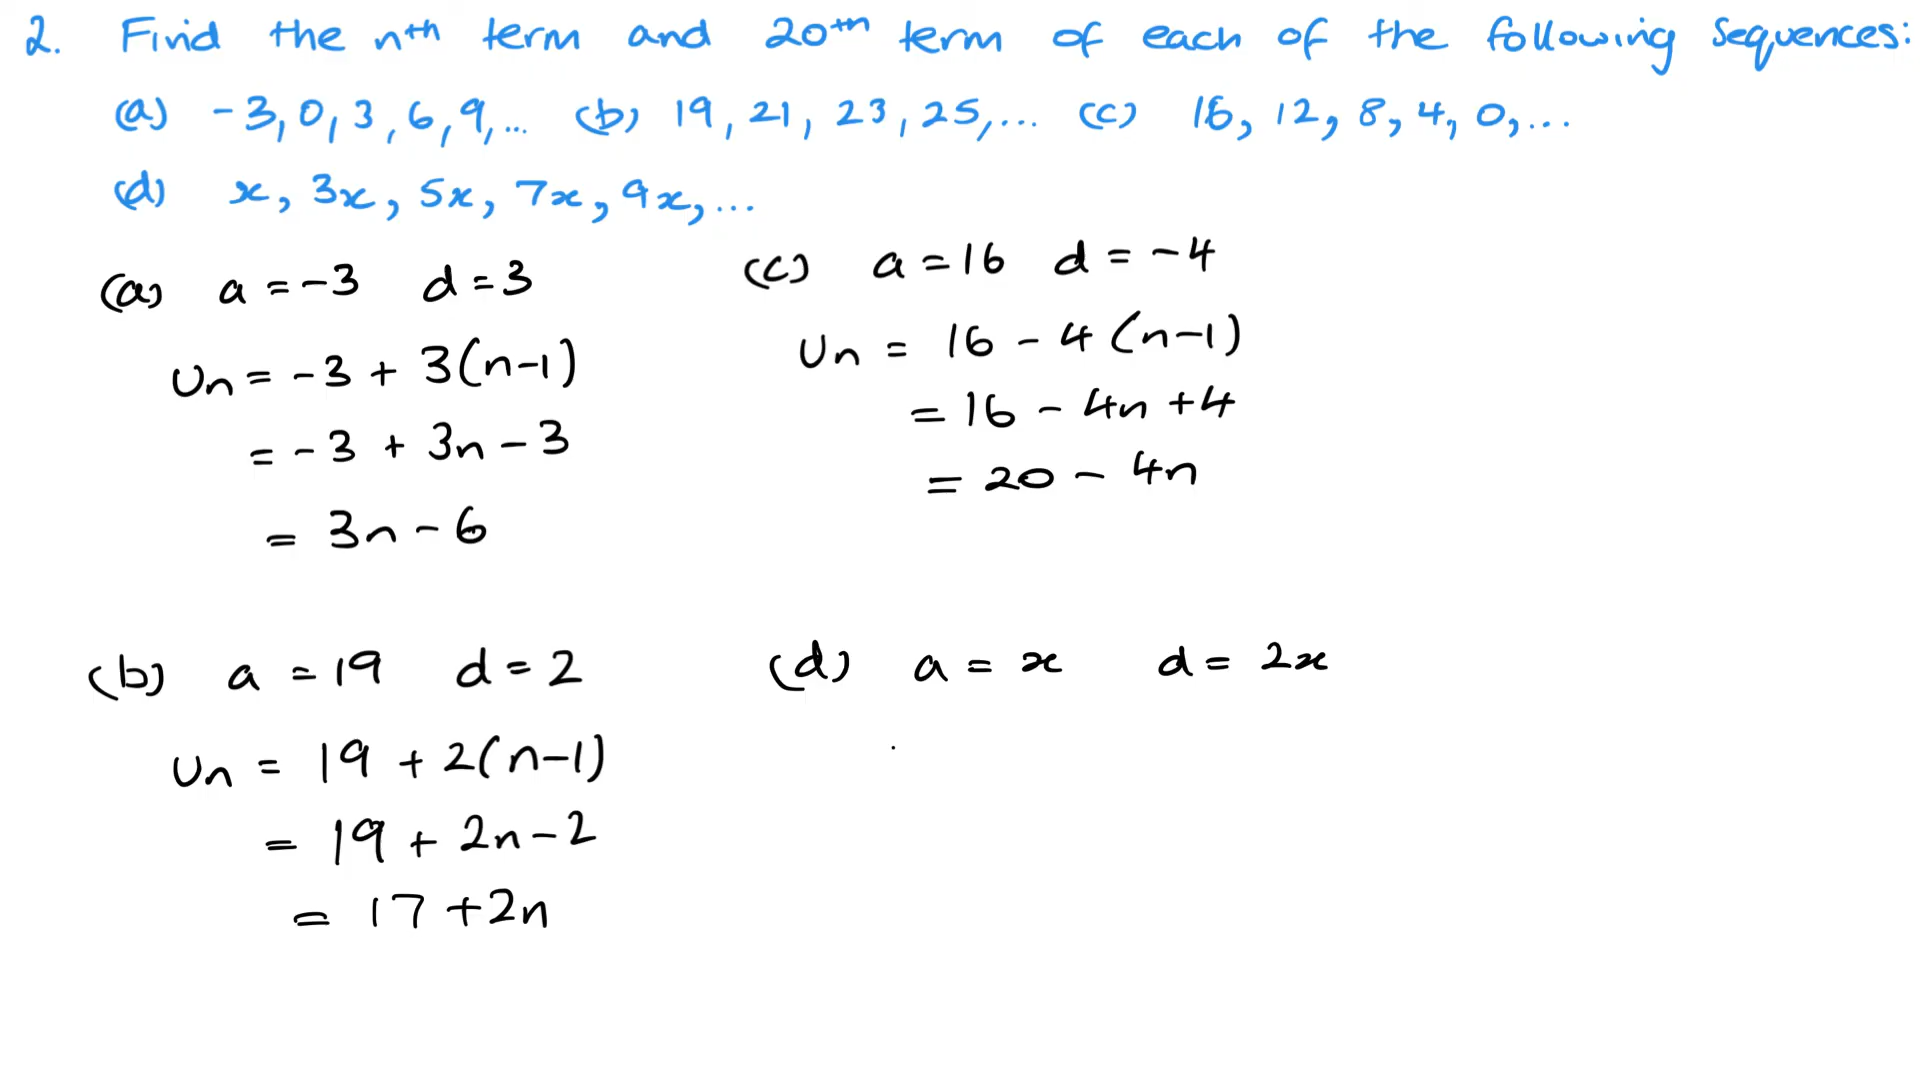 2. Find the nth term and 20th term of each of the following sequences:
(a) -3, 0, 3, 6, 9, ... (b) 19, 21, 23, 25, ... (c) 16, 12, 8, 4, 0, ...
(d) x, 3x, 5x, 7x, 9x, ...
(a) a = -3 d = 3
Un = -3 + 3(n-1)
= -3 + 3n - 3
= 3n - 6
(b) a = 19 d = 2
Un = 19 + 2(n-1)
= 19 + 2n - 2
= 17 + 2n
(c) a = 16 d = -4
Un = 16 - 4(n-1)
= 16 - 4n + 4
= 20 - 4n
(d) a = x d = 2x